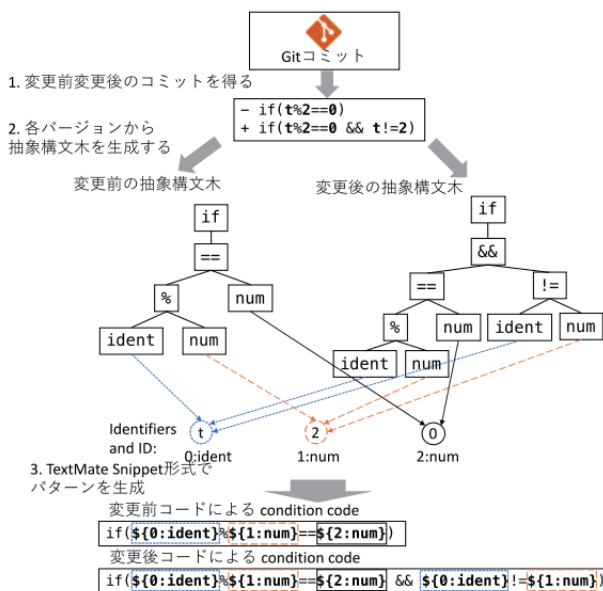 Gitコミット
1. 変更前変更後のコミットを得る
− if(t%2==0)
+ if(t%2==0 && t!=2)
2. 各バージョンから
抽象構文木を生成する
変更前の抽象構文木
変更後の抽象構文木
if
==
%
num
ident
num
if
&&
==
!=
%
num
ident
num
ident
num
Identifiers
and ID:
t
2
0
0:ident
1:num
2:num
3. TextMate Snippet形式で
パターンを生成
変更前コードによる condition code
if(${0:ident}%${1:num}==${2:num})
変更後コードによる condition code
if(${0:ident}%${1:num}==${2:num} && ${0:ident}!=${1:num})